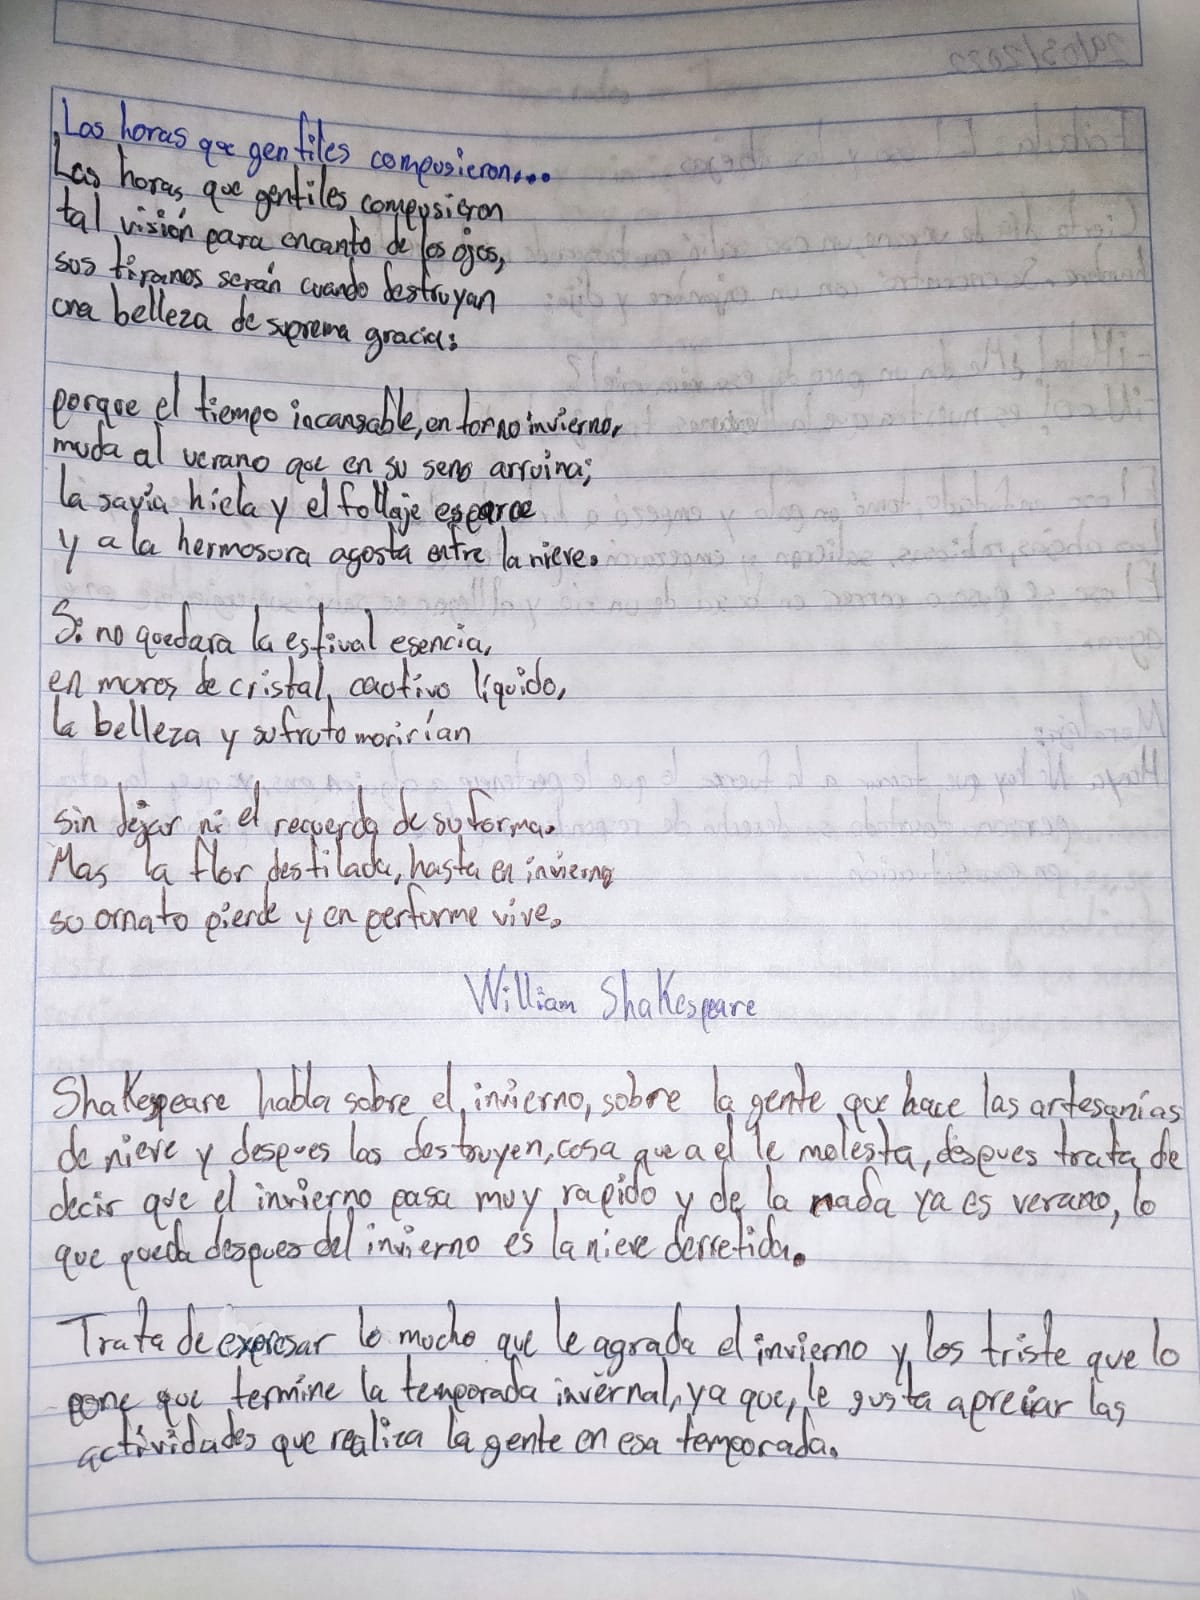 Las horas que gentiles compusieron...
Las horas que gentiles compusieron
tal visión para encanto de los ojos,
sus tiranos serán cuando destruyan
una belleza de suprema gracia:
porque el tiempo incansable, en torno invierno,
muda al verano que en su seno arruina;
la savia hiela y el follaje esparce
y a la hermosura agosta entre la nieve.
Si no quedara la estival esencia,
en muros de cristal, cautivo líquido,
la belleza y su fruto morirían
sin dejar ni el recuerdo de su forma.
Mas la flor destilada, hasta en invierno
su ornato pierde y en perfume vive.
William Shakespeare
Shakespeare habla sobre el invierno, sobre la gente que hace las artesanías
de nieve y despues las destruyen, cosa que a el le molesta, despues trata de
decir que el invierno pasa muy rapido y de la nada ya es verano, lo
que queda despues del invierno es la nieve derretida.
Trata de expresar lo mucho que le agrada el invierno y los triste que lo
pone que termine la temporada invernal, ya que, le gusta apreciar las
actividades que realiza la gente en esa temporada.